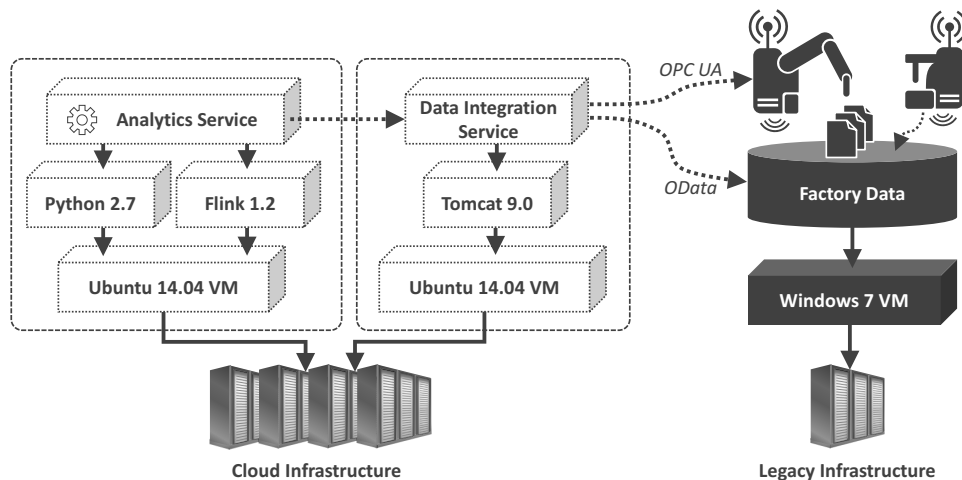 OPC UA
Analytics Service
Data Integration
Service
OData
Python 2.7
Flink 1.2
Tomcat 9.0
Factory Data
Ubuntu 14.04 VM
Ubuntu 14.04 VM
Windows 7 VM
Cloud Infrastructure
Legacy Infrastructure